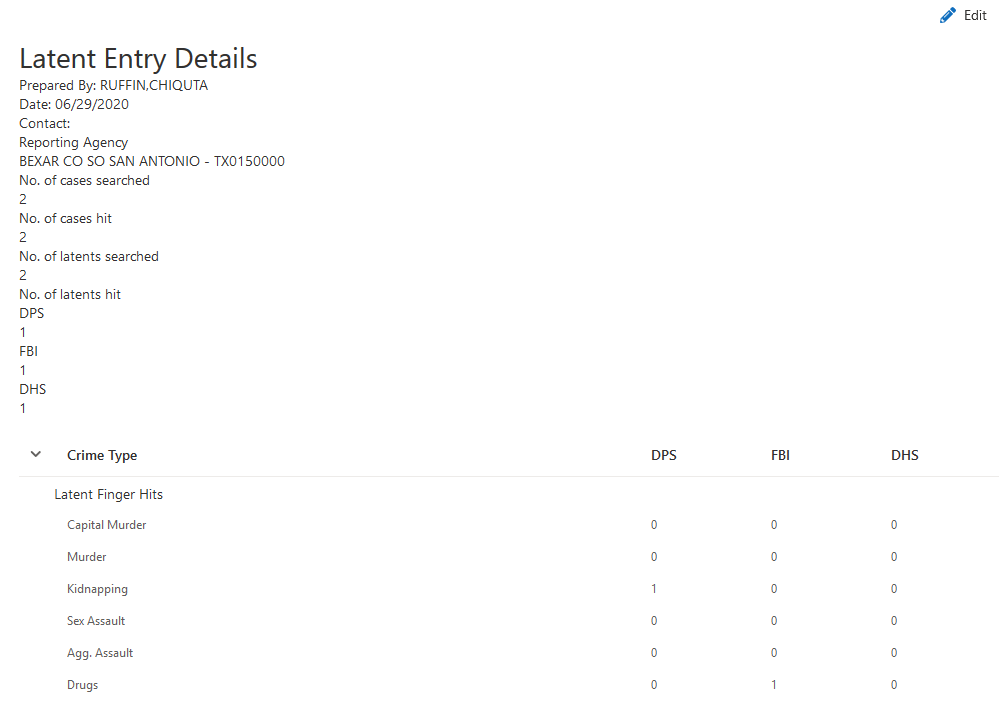 Edit
Latent Entry Details
Prepared By: RUFFIN,CHIQUTA
Date: 06/29/2020
Contact:
Reporting Agency
BEXAR CO SO SAN ANTONIO - TX0150000
No. of cases searched
2
No. of cases hit
2
No. of latents searched
2
No. of latents hit
DPS
1
FBI
1
DHS
1
Crime Type DPS FBI DHS
Latent Finger Hits
Capital Murder 0 0 0
Murder 0 0 0
Kidnapping 1 0 0
Sex Assault 0 0 0
Agg. Assault 0 0 0
Drugs 0 1 0